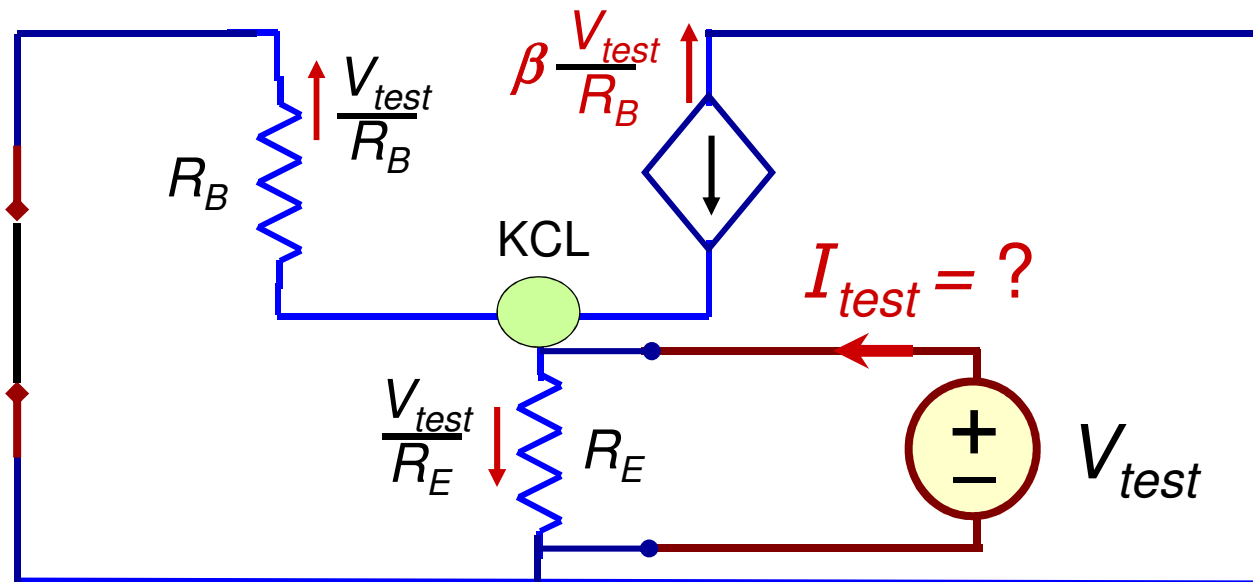 V_test / R_B
β V_test / R_B
R_B
KCL
I_test = ?
V_test / R_E
R_E
+
−
V_test